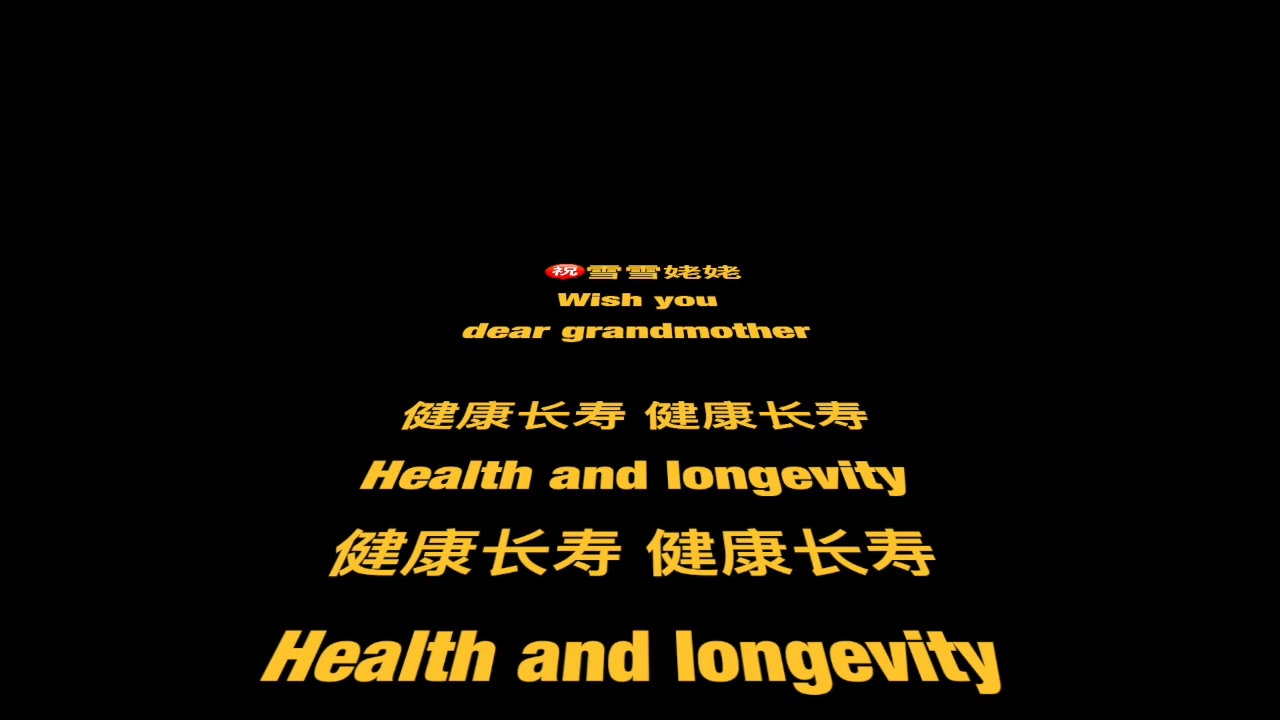 祝雪雪姥姥
Wish you
dear grandmother
健康长寿 健康长寿
Health and longevity
健康长寿 健康长寿
Health and longevity